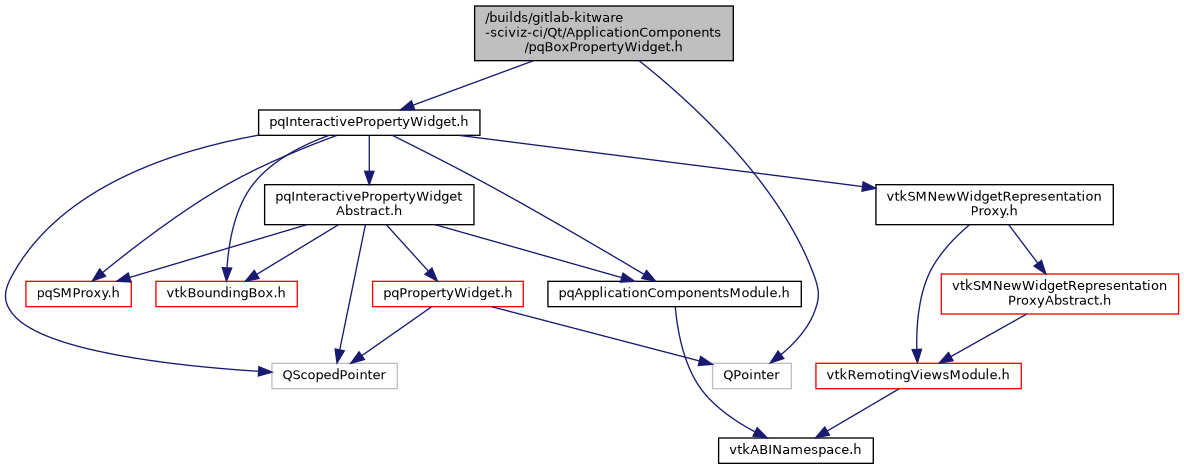 /builds/gitlab-kitware
-sciviz-ci/Qt/ApplicationComponents
/pqBoxPropertyWidget.h
pqInteractivePropertyWidget.h
pqInteractivePropertyWidget
Abstract.h
vtkSMNewWidgetRepresentation
Proxy.h
pqSMProxy.h
vtkBoundingBox.h
pqPropertyWidget.h
pqApplicationComponentsModule.h
vtkSMNewWidgetRepresentation
ProxyAbstract.h
QScopedPointer
QPointer
vtkRemotingViewsModule.h
vtkABINamespace.h